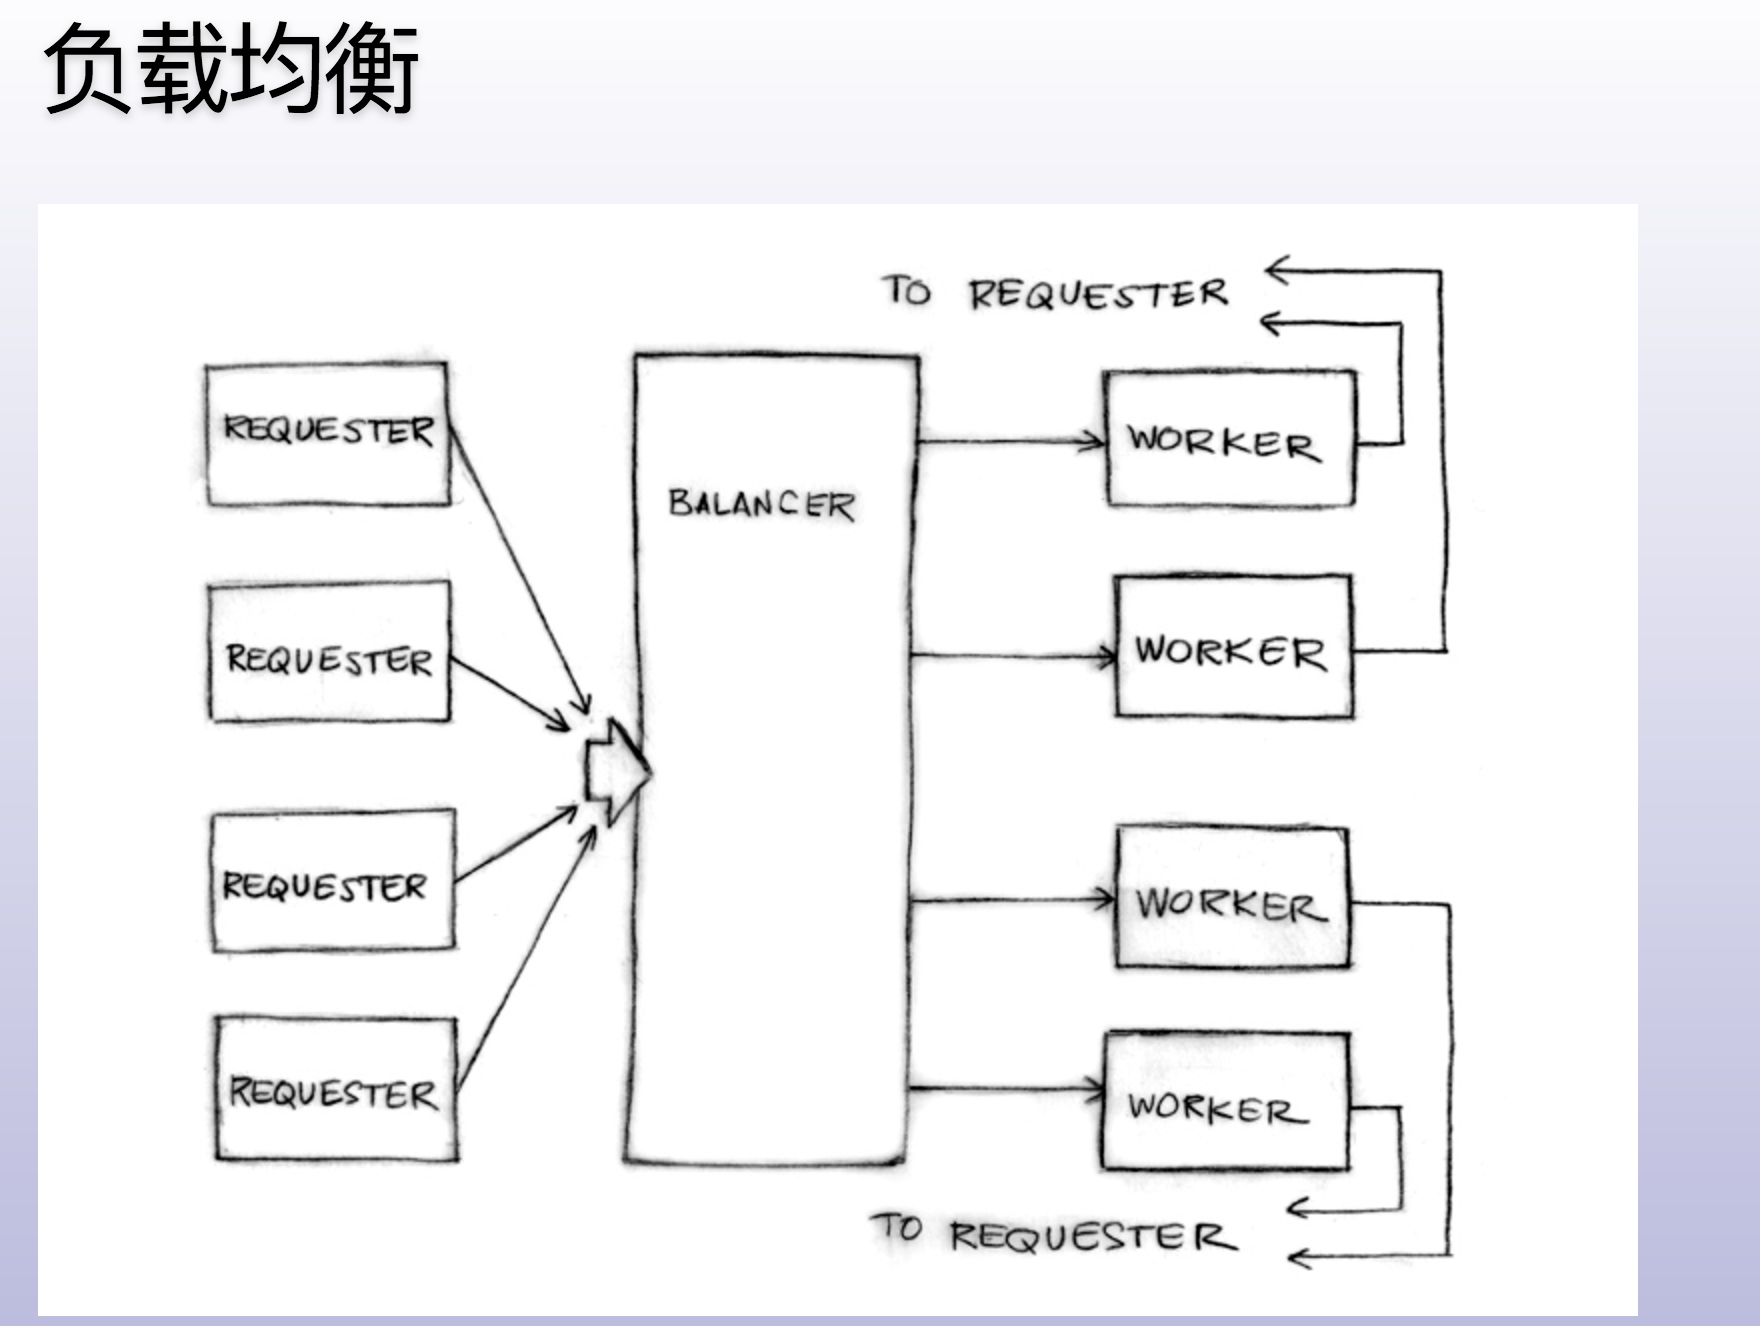 负载均衡
TO REQUESTER
REQUESTER
BALANCER
WORKER
REQUESTER
WORKER
REQUESTER
WORKER
REQUESTER
WORKER
TO REQUESTER